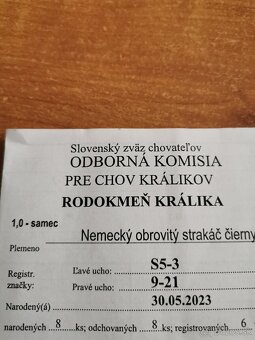 Slovenský zväz chovateľov
ODBORNÁ KOMISIA
PRE CHOV KRÁLIKOV
RODOKMEŇ KRÁLIKA
1,0 - samec
Nemecký obrovitý strakáč čierny
Plemeno
Registr.
Ľavé ucho: S5-3
značky:
Pravé ucho: 9-21
Narodený(á) 30.05.2023
narodených 8 ks; odchovaných 8 ks; registrovaných 6